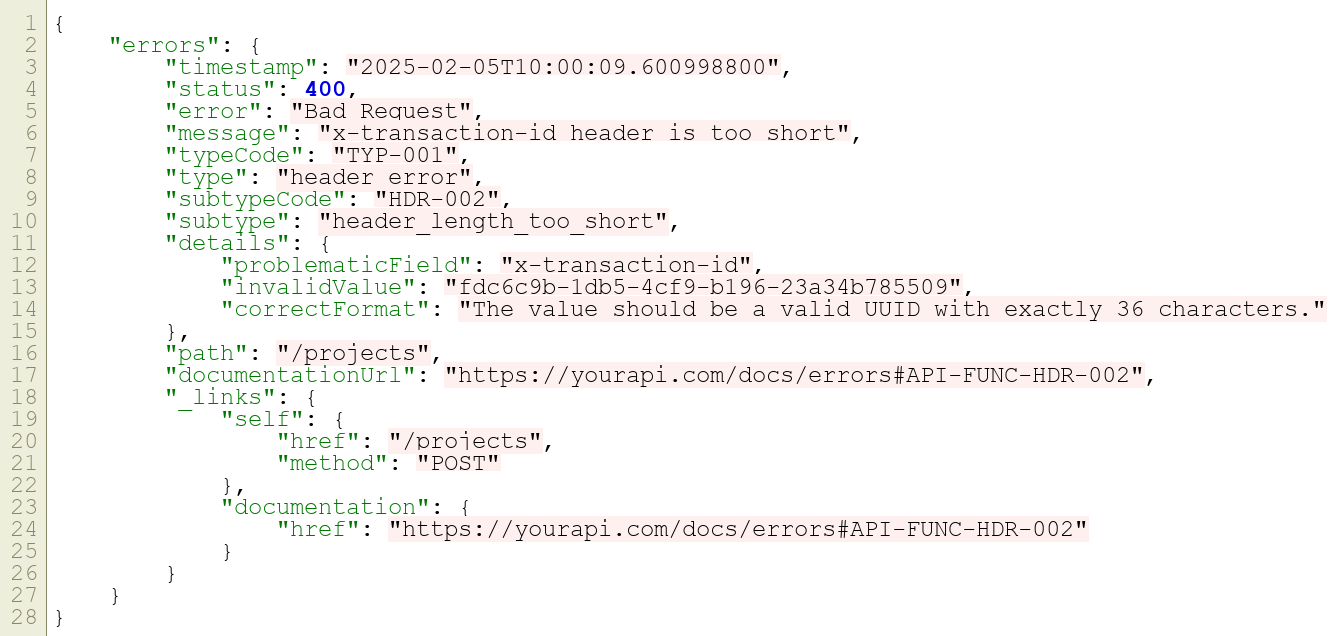 1 {
2     "errors": {
3         "timestamp": "2025-02-05T10:00:09.600998800",
4         "status": 400,
5         "error": "Bad Request",
6         "message": "x-transaction-id header is too short",
7         "typeCode": "TYP-001",
8         "type": "header error",
9         "subtypeCode": "HDR-002",
10         "subtype": "header_length_too_short",
11         "details": {
12             "problematicField": "x-transaction-id",
13             "invalidValue": "fdc6c9b-1db5-4cf9-b196-23a34b785509",
14             "correctFormat": "The value should be a valid UUID with exactly 36 characters."
15         },
16         "path": "/projects",
17         "documentationUrl": "https://yourapi.com/docs/errors#API-FUNC-HDR-002",
18         "_links": {
19             "self": {
20                 "href": "/projects",
21                 "method": "POST"
22             },
23             "documentation": {
24                 "href": "https://yourapi.com/docs/errors#API-FUNC-HDR-002"
25             }
26         }
27     }
28 }